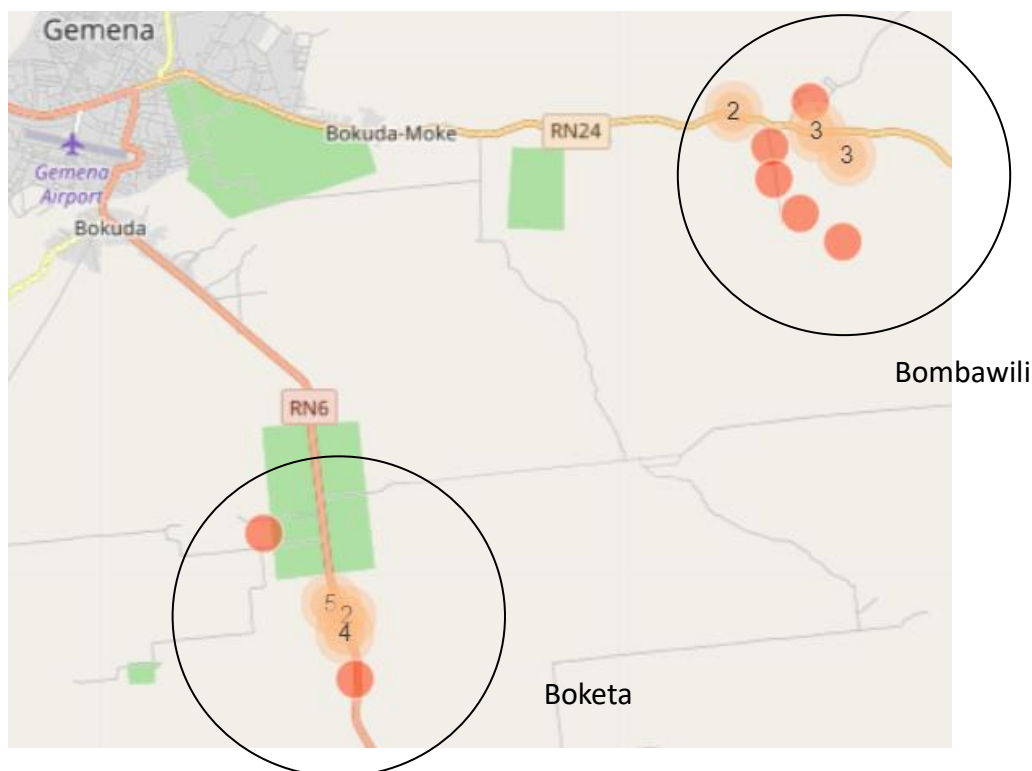 Gemena
2
3
Bokuda-Moke
RN24
3
Gemena
Airport
Bokuda
Bombawili
RN6
5
2
4
Boketa